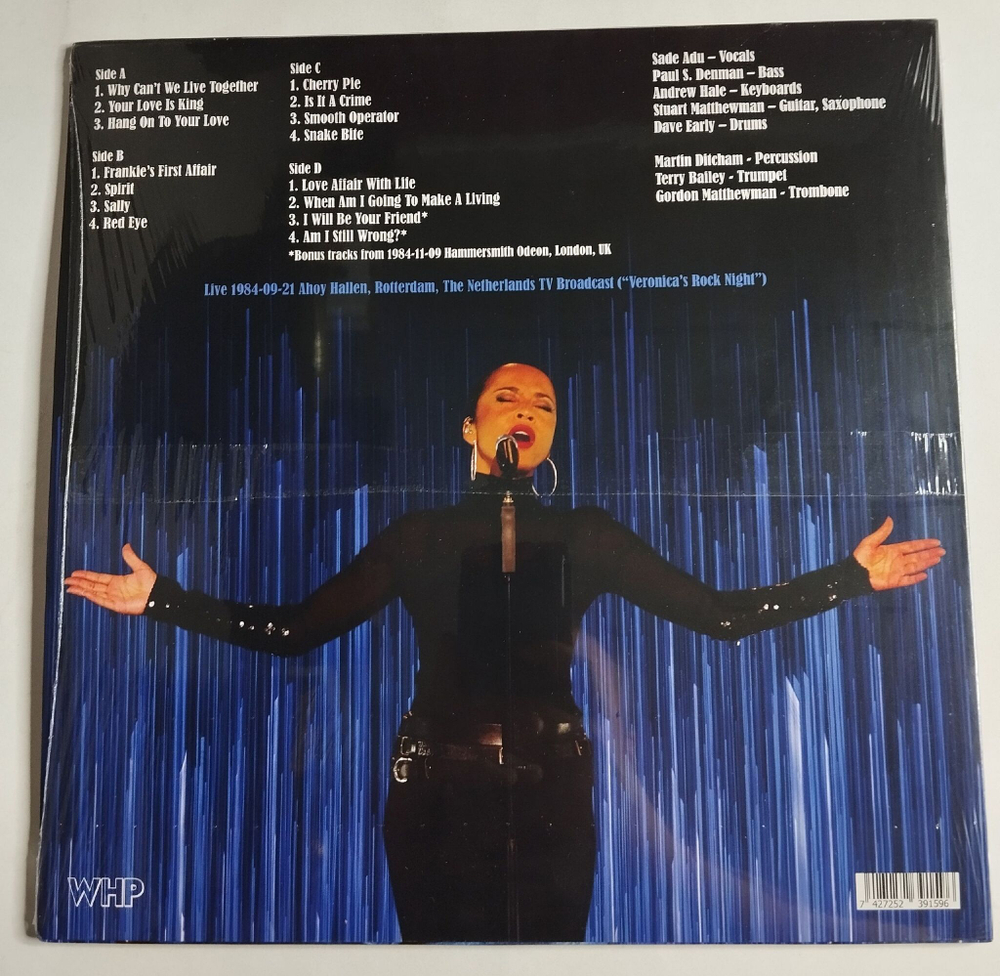 Side A
1. Why Can't We Live Together
2. Your Love Is King
3. Hang On To Your Love
Side B
1. Frankie's First Affair
2. Spirit
3. Sally
4. Red Eye
Side C
1. Cherry Pie
2. Is It A Crime
3. Smooth Operator
4. Snake Bite
Side D
1. Love Affair With Life
2. When Am I Going To Make A Living
3. I Will Be Your Friend*
4. Am I Still Wrong?*
*Bonus tracks from 1984-11-09 Hammersmith Odeon, London, UK
Sade Adu – Vocals
Paul S. Denman – Bass
Andrew Hale – Keyboards
Stuart Matthewman – Guitar, Saxophone
Dave Early – Drums
Martin Ditcham - Percussion
Terry Bailey - Trumpet
Gordon Matthewman - Trombone
Live 1984-09-21 Ahoy Hallen, Rotterdam, The Netherlands TV Broadcast (“Veronica's Rock Night”)
WHP
7 427252 391596